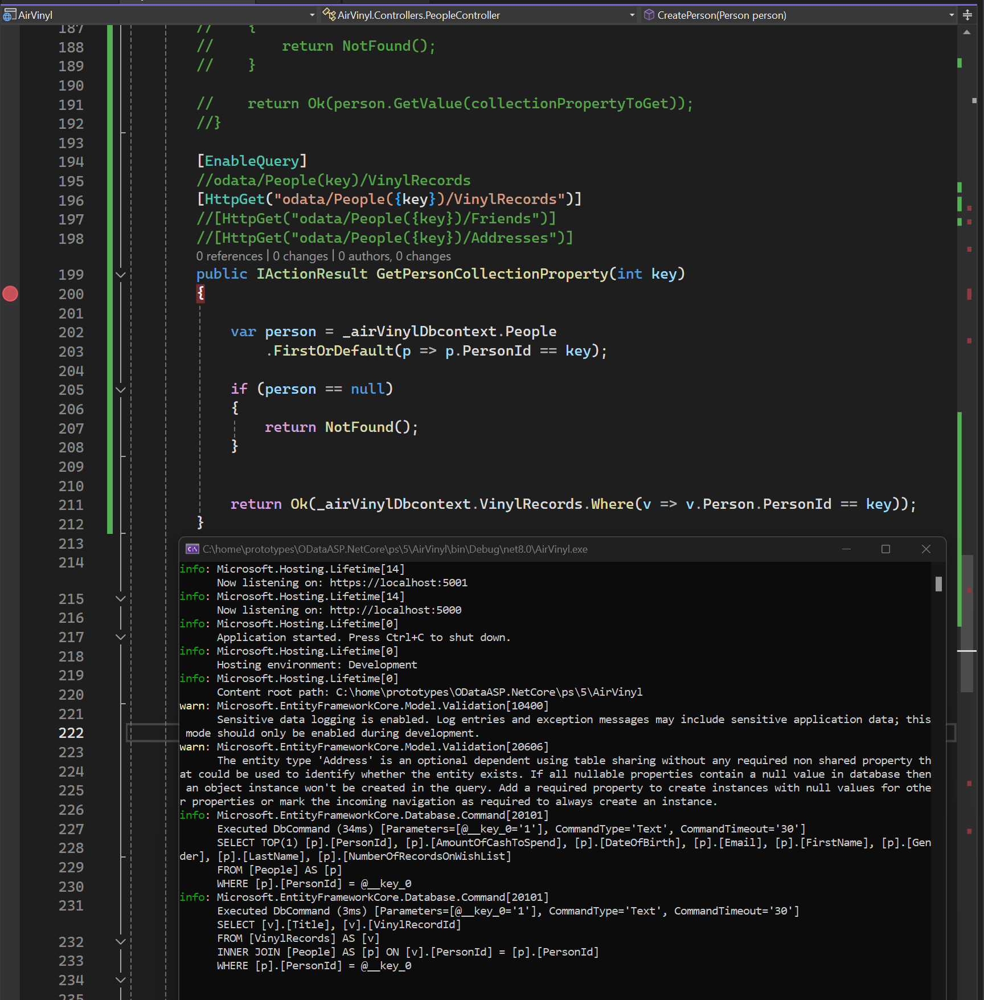 AirVinyl
AirVinyl.Controllers.PeopleController
CreatePerson(Person person)
187 // {
188 // return NotFound();
189 // }
190
191 // return Ok(person.GetValue(collectionPropertyToGet));
192 //}
193
194 [EnableQuery]
195 //odata/People(key)/VinylRecords
196 [HttpGet("odata/People({key})/VinylRecords")]
197 //[HttpGet("odata/People({key})/Friends")]
198 //[HttpGet("odata/People({key})/Addresses")]
0 references | 0 changes | 0 authors, 0 changes
199 public IActionResult GetPersonCollectionProperty(int key)
200 {
201
202 var person = _airVinylDbcontext.People
203 .FirstOrDefault(p => p.PersonId == key);
204
205 if (person == null)
206 {
207 return NotFound();
208 }
209
210
211 return Ok(_airVinylDbcontext.VinylRecords.Where(v => v.Person.PersonId == key));
212 }
213
214
215
216
217
218
219
220
221
222
223
224
225
226
227
228
229
230
231
232
233
234
235
C:\home\prototypes\ODataASP.NetCore\ps\5\AirVinyl\bin\Debug\net8.0\AirVinyl.exe
info: Microsoft.Hosting.Lifetime[14]
Now listening on: https://localhost:5001
info: Microsoft.Hosting.Lifetime[14]
Now listening on: http://localhost:5000
info: Microsoft.Hosting.Lifetime[0]
Application started. Press Ctrl+C to shut down.
info: Microsoft.Hosting.Lifetime[0]
Hosting environment: Development
info: Microsoft.Hosting.Lifetime[0]
Content root path: C:\home\prototypes\ODataASP.NetCore\ps\5\AirVinyl
warn: Microsoft.EntityFrameworkCore.Model.Validation[10400]
Sensitive data logging is enabled. Log entries and exception messages may include sensitive application data; this
mode should only be enabled during development.
warn: Microsoft.EntityFrameworkCore.Model.Validation[20606]
The entity type 'Address' is an optional dependent using table sharing without any required non shared property th
at could be used to identify whether the entity exists. If all nullable properties contain a null value in database then
an object instance won't be created in the query. Add a required property to create instances with null values for othe
r properties or mark the incoming navigation as required to always create an instance.
info: Microsoft.EntityFrameworkCore.Database.Command[20101]
Executed DbCommand (34ms) [Parameters=[@__key_0='1'], CommandType='Text', CommandTimeout='30']
SELECT TOP(1) [p].[PersonId], [p].[AmountOfCashToSpend], [p].[DateOfBirth], [p].[Email], [p].[FirstName], [p].[Gen
der], [p].[LastName], [p].[NumberOfRecordsOnWishList]
FROM [People] AS [p]
WHERE [p].[PersonId] = @__key_0
info: Microsoft.EntityFrameworkCore.Database.Command[20101]
Executed DbCommand (3ms) [Parameters=[@__key_0='1'], CommandType='Text', CommandTimeout='30']
SELECT [v].[Title], [v].[VinylRecordId]
FROM [VinylRecords] AS [v]
INNER JOIN [People] AS [p] ON [v].[PersonId] = [p].[PersonId]
WHERE [p].[PersonId] = @__key_0